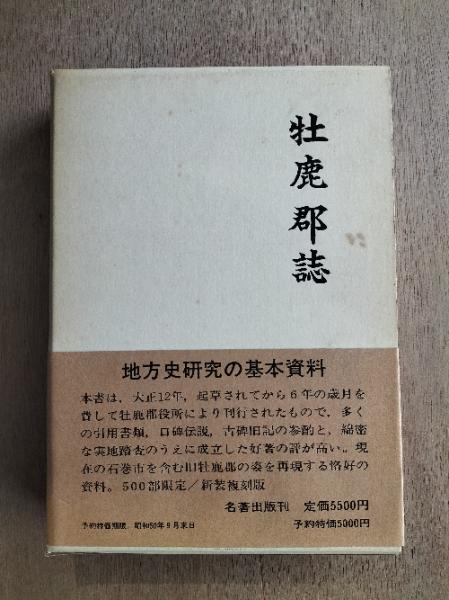 牡鹿郡誌
地方史研究の基本資料
本書は，大正12年，起草されてから６年の歳月を
費して牡鹿郡役所により刊行されたもので，多く
の引用書類，口碑伝説，古碑旧記の参酌と，綿密
な実地踏査のうえに成立した好著の評が高い。現
在の石巻市を含む旧牡鹿郡の姿を再現する恰好の
資料。500部限定／新装複刻版
名著出版刊　定価5500円
予約特価期限，昭和50年９月末日　予約特価5000円